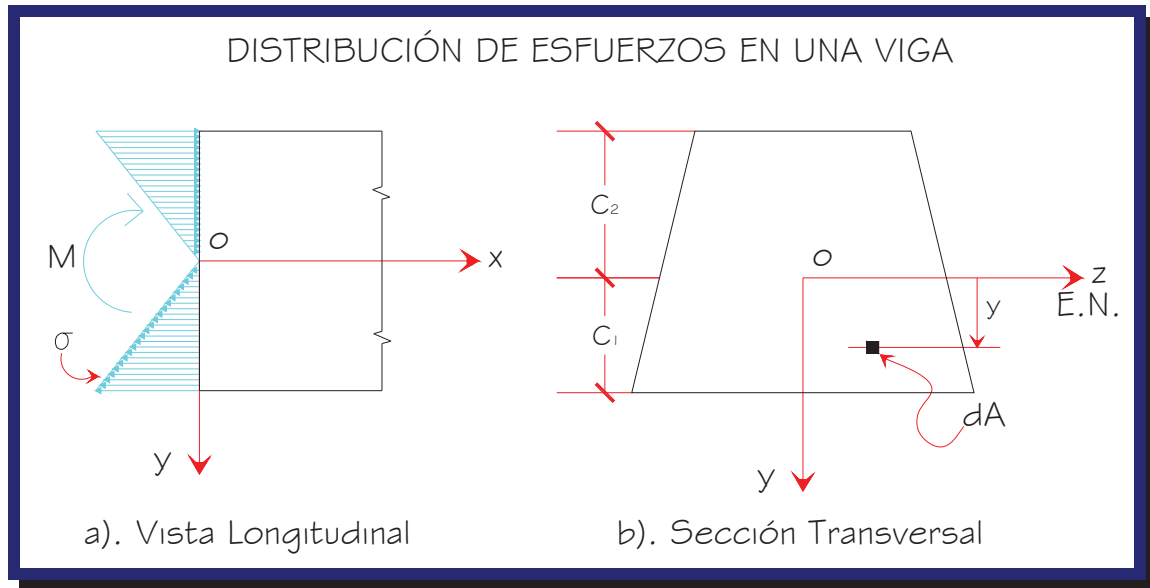 DISTRIBUCIÓN DE ESFUERZOS EN UNA VIGA
M
σ
O
x
y
a). Vista Longitudinal
C2
C1
O
z
E.N.
y
dA
y
b). Sección Transversal